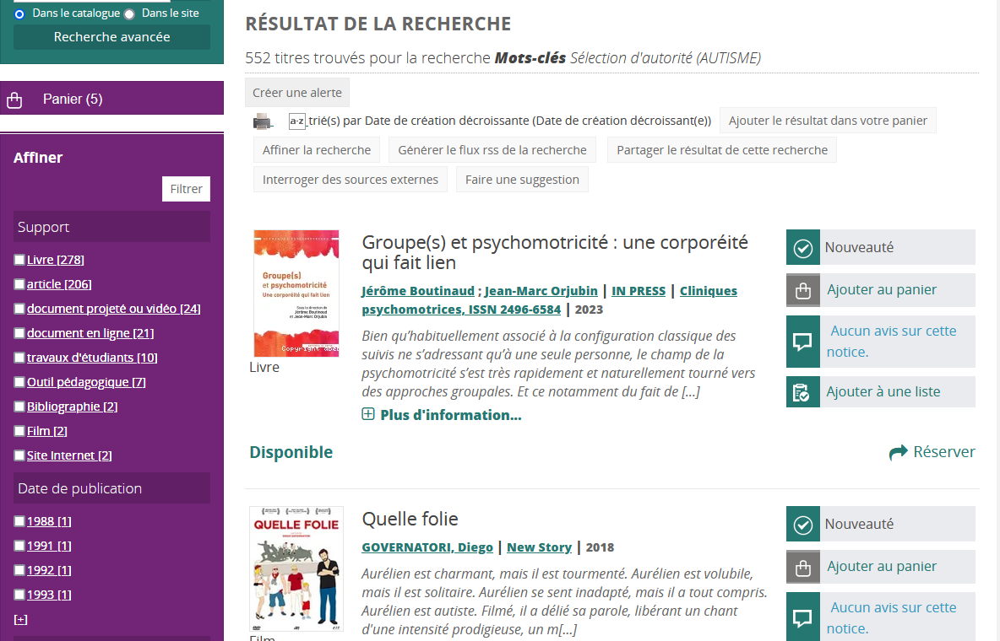 Dans le catalogue Dans le site
Recherche avancée
Panier (5)
Affiner
Filtrer
Support
Livre [278]
article [206]
document projeté ou vidéo [24]
document en ligne [21]
travaux d'étudiants [10]
Outil pédagogique [7]
Bibliographie [2]
Film [2]
Site Internet [2]
Date de publication
1988 [1]
1991 [1]
1992 [1]
1993 [1]
[+]
RÉSULTAT DE LA RECHERCHE
552 titres trouvés pour la recherche Mots-clés Sélection d'autorité (AUTISME)
Créer une alerte
a-z trié(s) par Date de création décroissante (Date de création décroissant(e)) Ajouter le résultat dans votre panier
Affiner la recherche Générer le flux rss de la recherche Partager le résultat de cette recherche
Interroger des sources externes Faire une suggestion
Groupe(s)
et psychomotricité
Une corporéité qui fait lien
Sous la direction de
Jérôme Boutinaud
et Jean-Marc Orjubin
Livre
Groupe(s) et psychomotricité : une corporéité
qui fait lien
Jérôme Boutinaud ; Jean-Marc Orjubin | IN PRESS | Cliniques
psychomotrices, ISSN 2496-6584 | 2023
Bien qu’habituellement associé à la configuration classique des
suivis ne s’adressant qu’à une seule personne, le champ de la
psychomotricité s’est très rapidement et naturellement tourné vers
des approches groupales. Et ce notamment du fait de [...]
Plus d'information...
Nouveauté
Ajouter au panier
Aucun avis sur cette
notice.
Ajouter à une liste
Disponible
Réserver
QUELLE FOLIE
Film
Quelle folie
GOVERNATORI, Diego | New Story | 2018
Aurélien est charmant, mais il est tourmenté. Aurélien est volubile,
mais il est solitaire. Aurélien se sent inadapté, mais il a tout compris.
Aurélien est autiste. Filmé, il a délié sa parole, libérant un chant
d'une intensité prodigieuse, un m[...]
Nouveauté
Ajouter au panier
Aucun avis sur cette
notice.